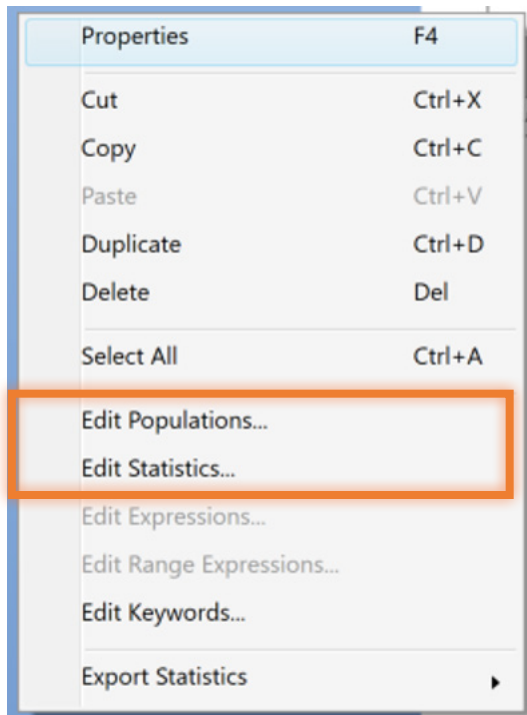 Properties F4
Cut Ctrl+X
Copy Ctrl+C
Paste Ctrl+V
Duplicate Ctrl+D
Delete Del
Select All Ctrl+A
Edit Populations...
Edit Statistics...
Edit Expressions...
Edit Range Expressions...
Edit Keywords...
Export Statistics